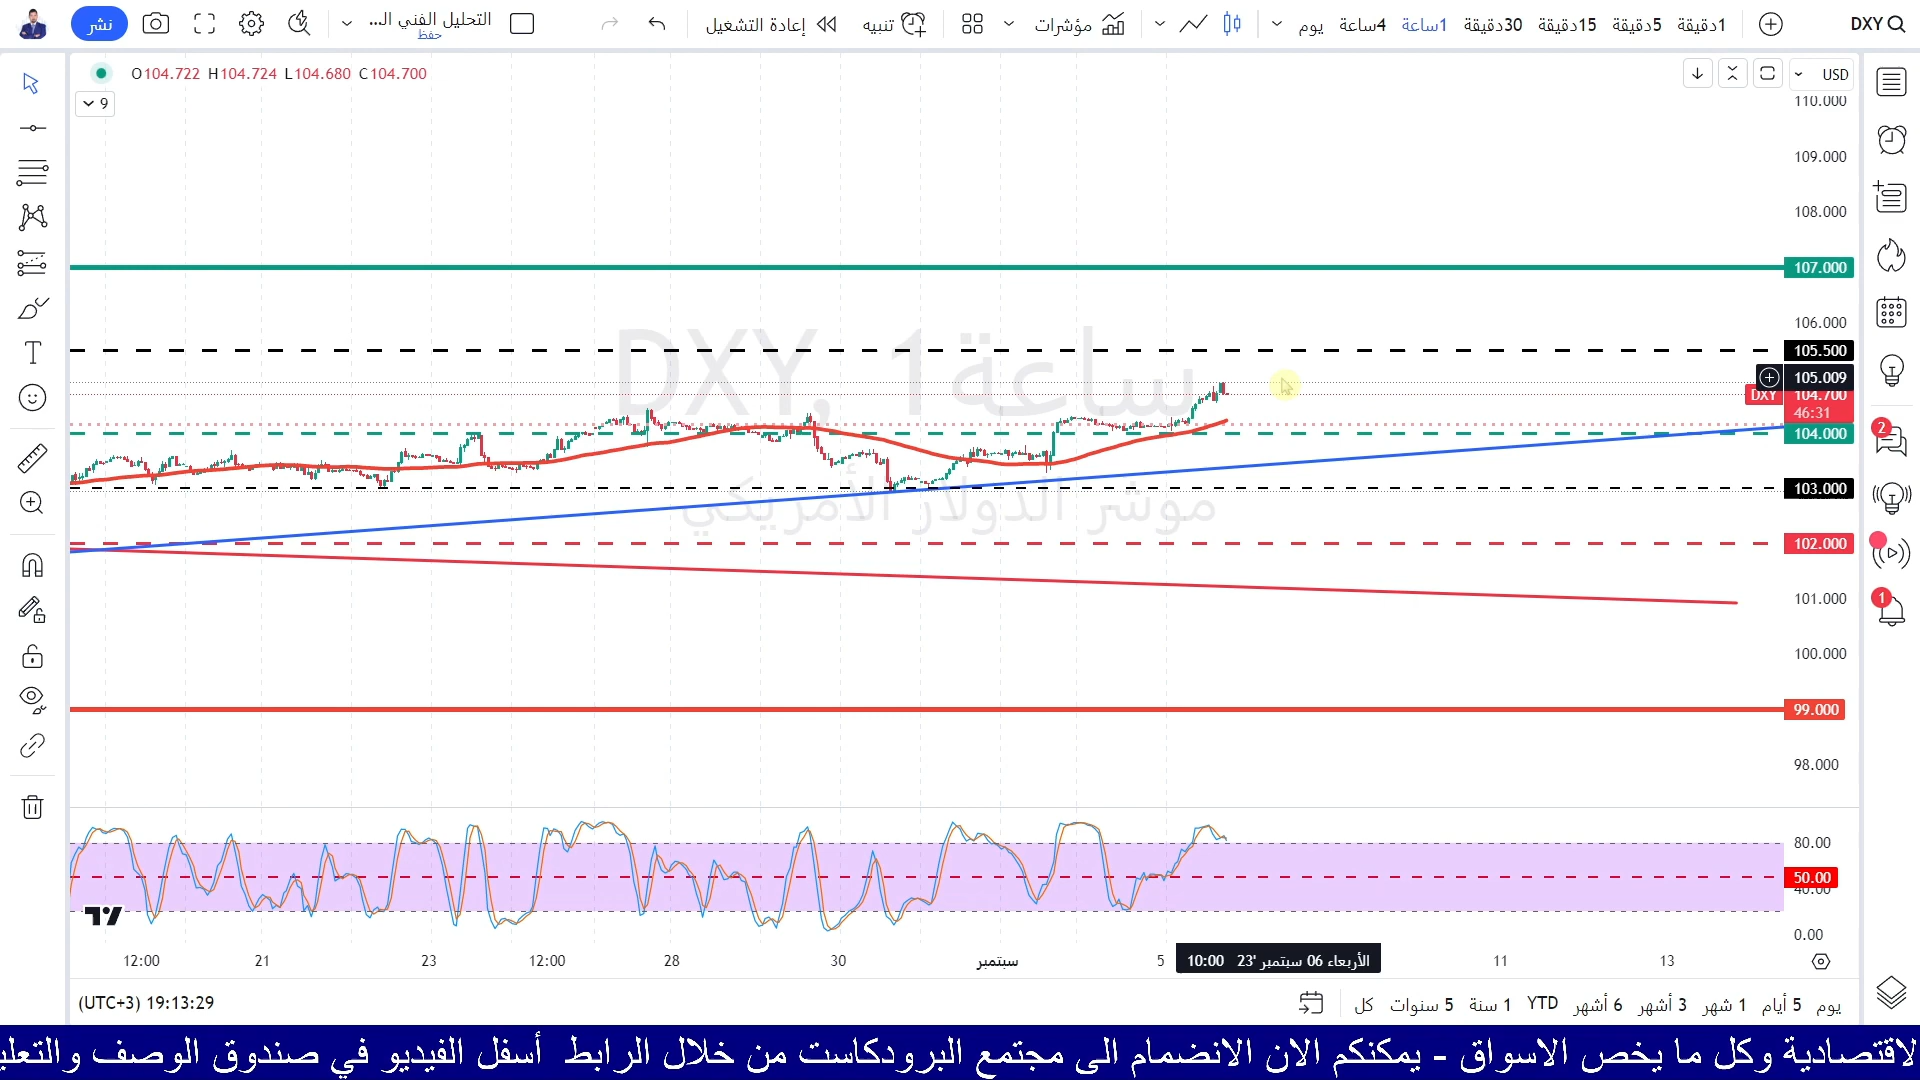 نشر
التحليل الفني الـ...
حفظ
إعادة التشغيل
تنبيه
مؤشرات
يوم
4ساعة
1ساعة
30دقيقة
15دقيقة
5دقيقة
1دقيقة
DXY
O104.722 H104.724 L104.680 C104.700
9
USD
110.000
109.000
108.000
107.000
106.000
105.500
105.009
DXY 104.700
46:31
104.000
103.000
102.000
101.000
100.000
99.000
98.000
DXY, 1ساعة
موشر الدولار الأمريكي
80.00
50.00
40.00
0.00
12:00 21 23 12:00 28 30 سبتمبر 5 الأربعاء 06 سبتمبر '23 10:00 11 13
19:13:29 (UTC+3)
يوم 5 أيام 1 شهر 3 أشهر 6 أشهر YTD 1 سنة 5 سنوات كل
2
1
لاقتصادية وكل ما يخص الاسواق - يمكنكم الان الانضمام الى مجتمع البرودكاست من خلال الرابط أسفل الفيديو في صندوق الوصف والتعلي